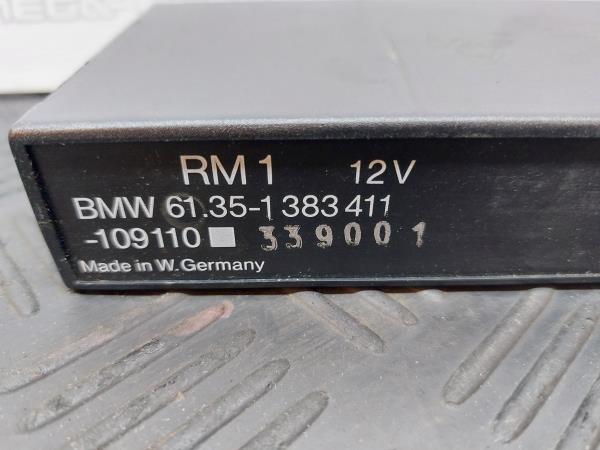 RM 1 12V
BMW 61.35-1 383 411
-109110 339001
Made in W. Germany